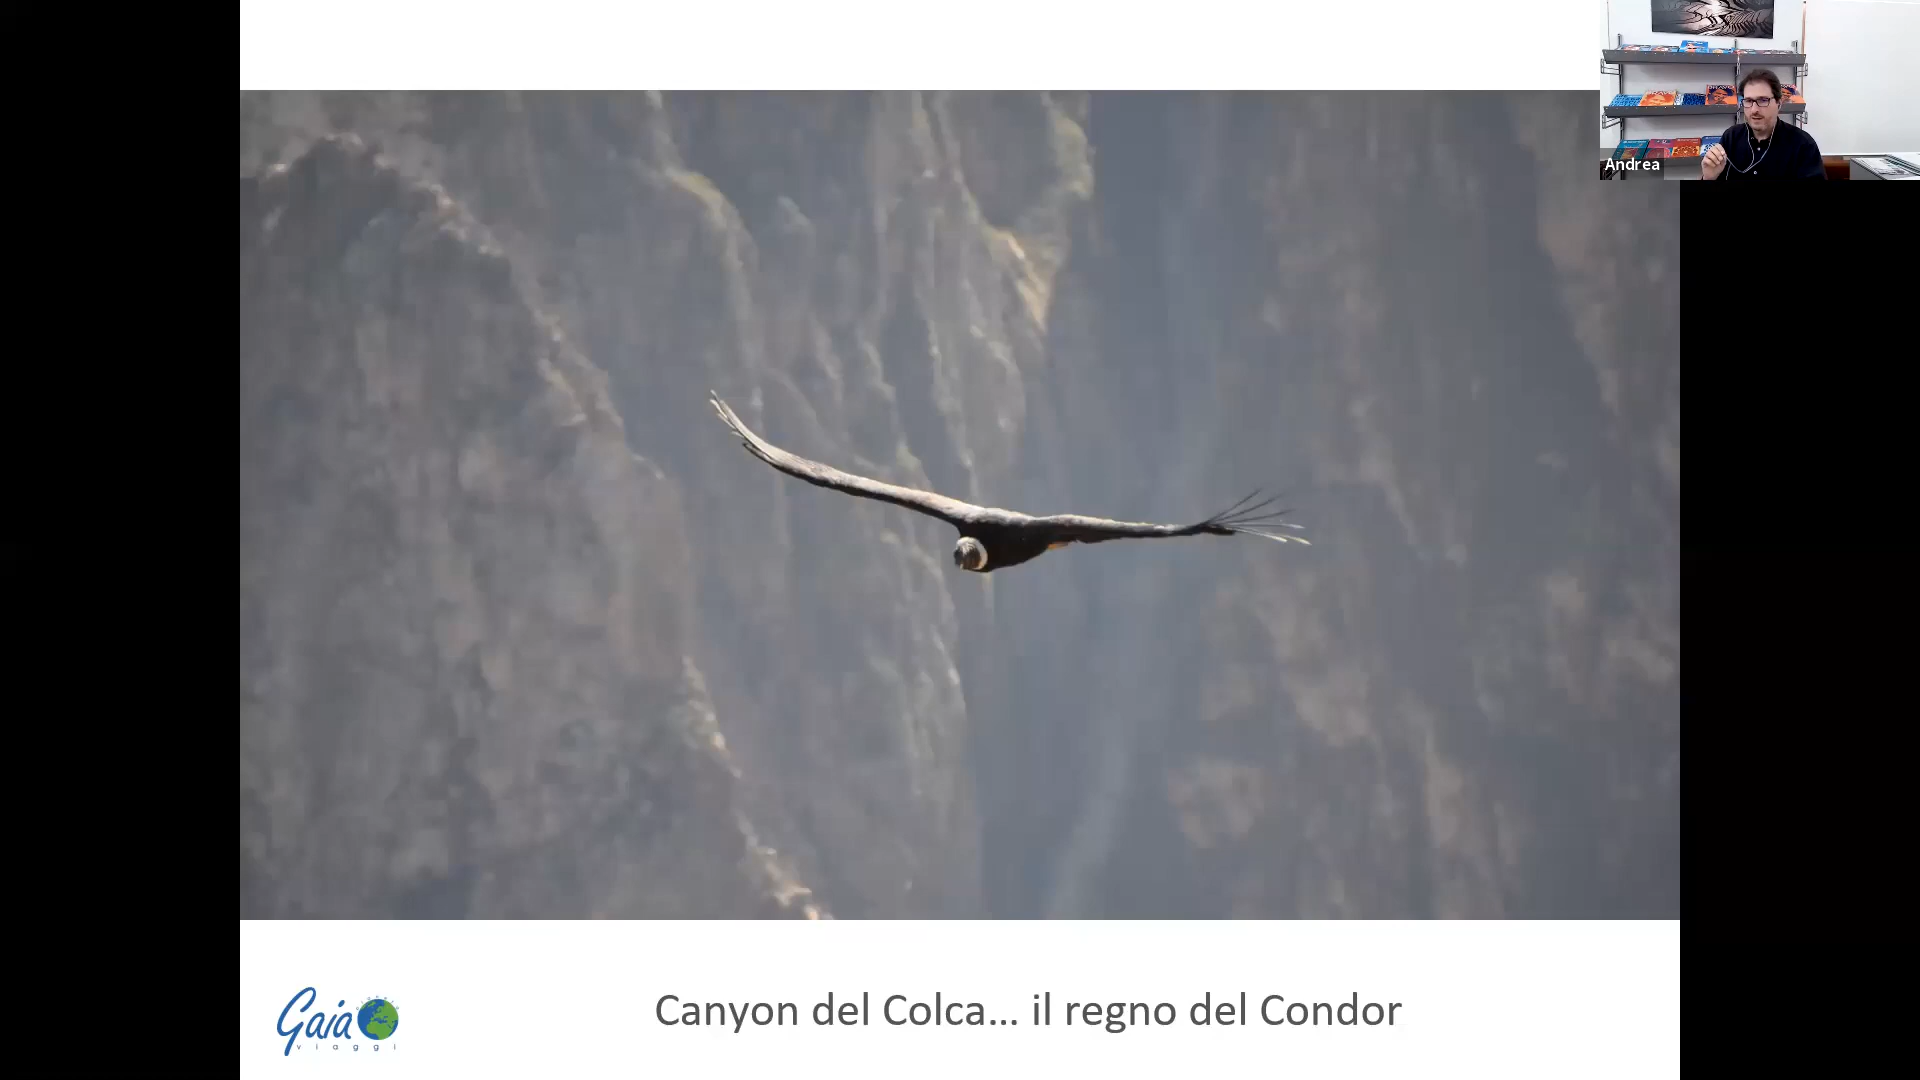 Andrea
Canyon del Colca... il regno del Condor
Gaia
viaggi